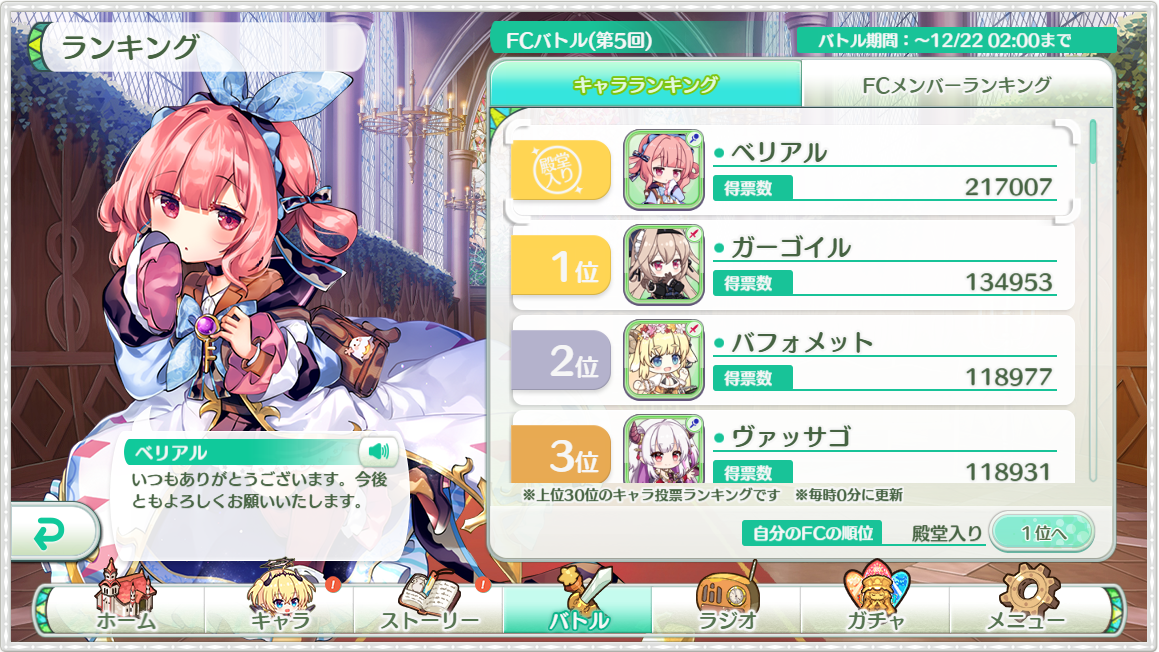 ランキング
FCバトル(第5回)
バトル期間：～12/22 02:00まで
キャラランキング
FCメンバーランキング
殿堂
入り
ベリアル
得票数
217007
1位
ガーゴイル
得票数
134953
2位
バフォメット
得票数
118977
3位
ヴァッサゴ
得票数
118931
※上位30位のキャラ投票ランキングです ※毎時0分に更新
自分のFCの順位
殿堂入り
1位へ
ベリアル
いつもありがとうございます。今後
ともよろしくお願いいたします。
ホーム
キャラ
!
ストーリー
!
バトル
ラジオ
ガチャ
メニュー